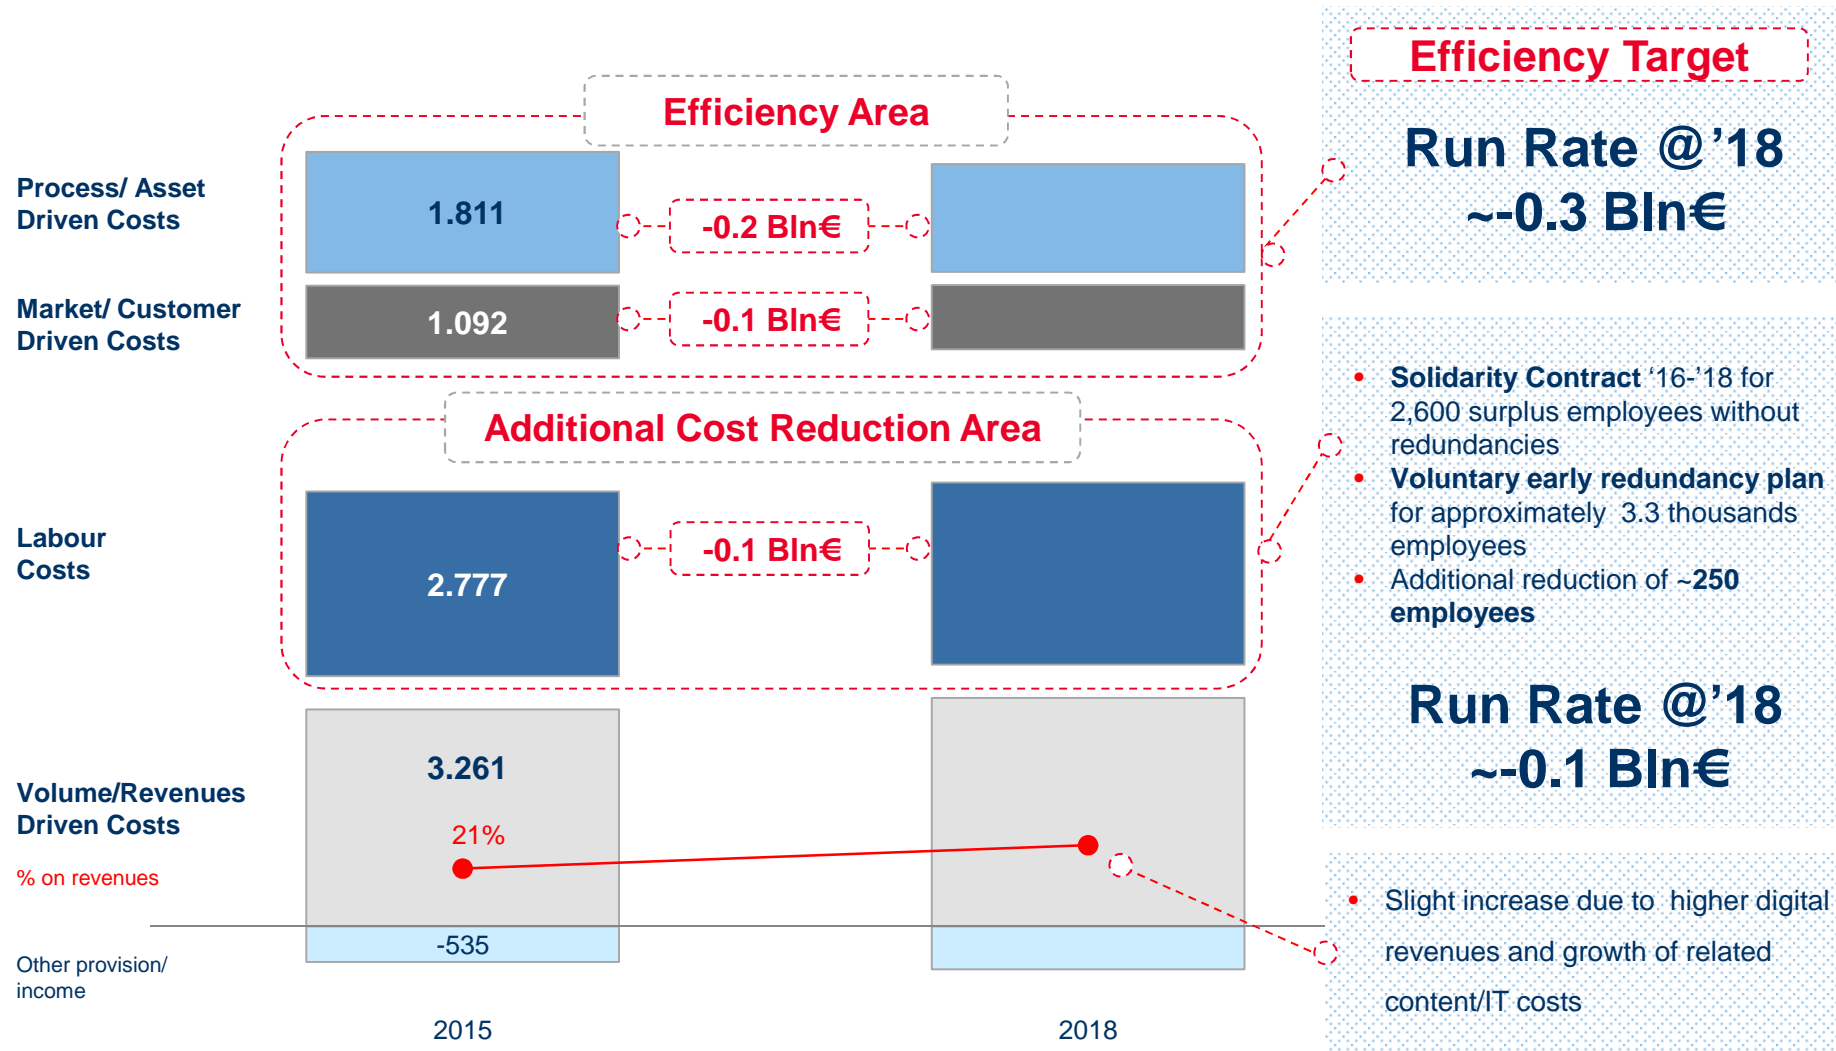 Efficiency Target
Run Rate @’18
~-0.3 Bln€
Efficiency Area
Process/ Asset
Driven Costs
1.811
-0.2 Bln€
Market/ Customer
Driven Costs
1.092
-0.1 Bln€
Additional Cost Reduction Area
Labour
Costs
2.777
-0.1 Bln€
• Solidarity Contract ‘16-’18 for
2,600 surplus employees without
redundancies
• Voluntary early redundancy plan
for approximately 3.3 thousands
employees
• Additional reduction of ~250
employees
Run Rate @’18
~-0.1 Bln€
Volume/Revenues
Driven Costs
3.261
21%
% on revenues
Other provision/
income
-535
• Slight increase due to higher digital
revenues and growth of related
content/IT costs
2015
2018